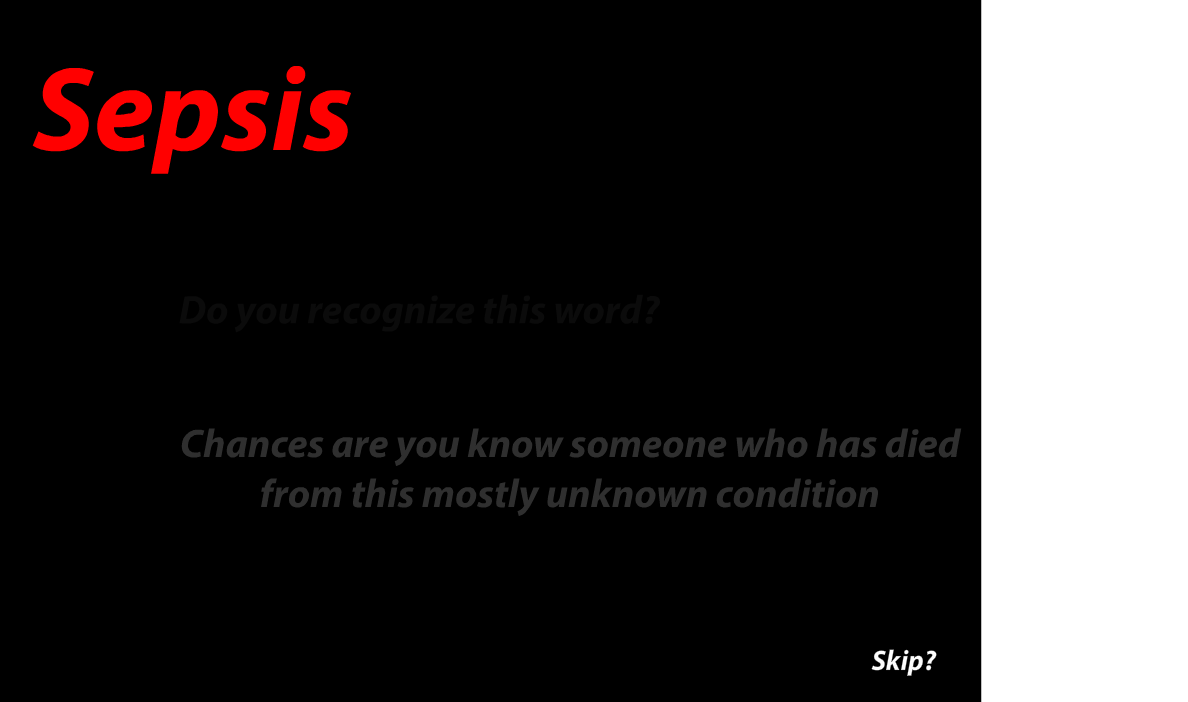 Sepsis
Do you recognize this word?
Chances are you know someone who has died
from this mostly unknown condition
Skip?